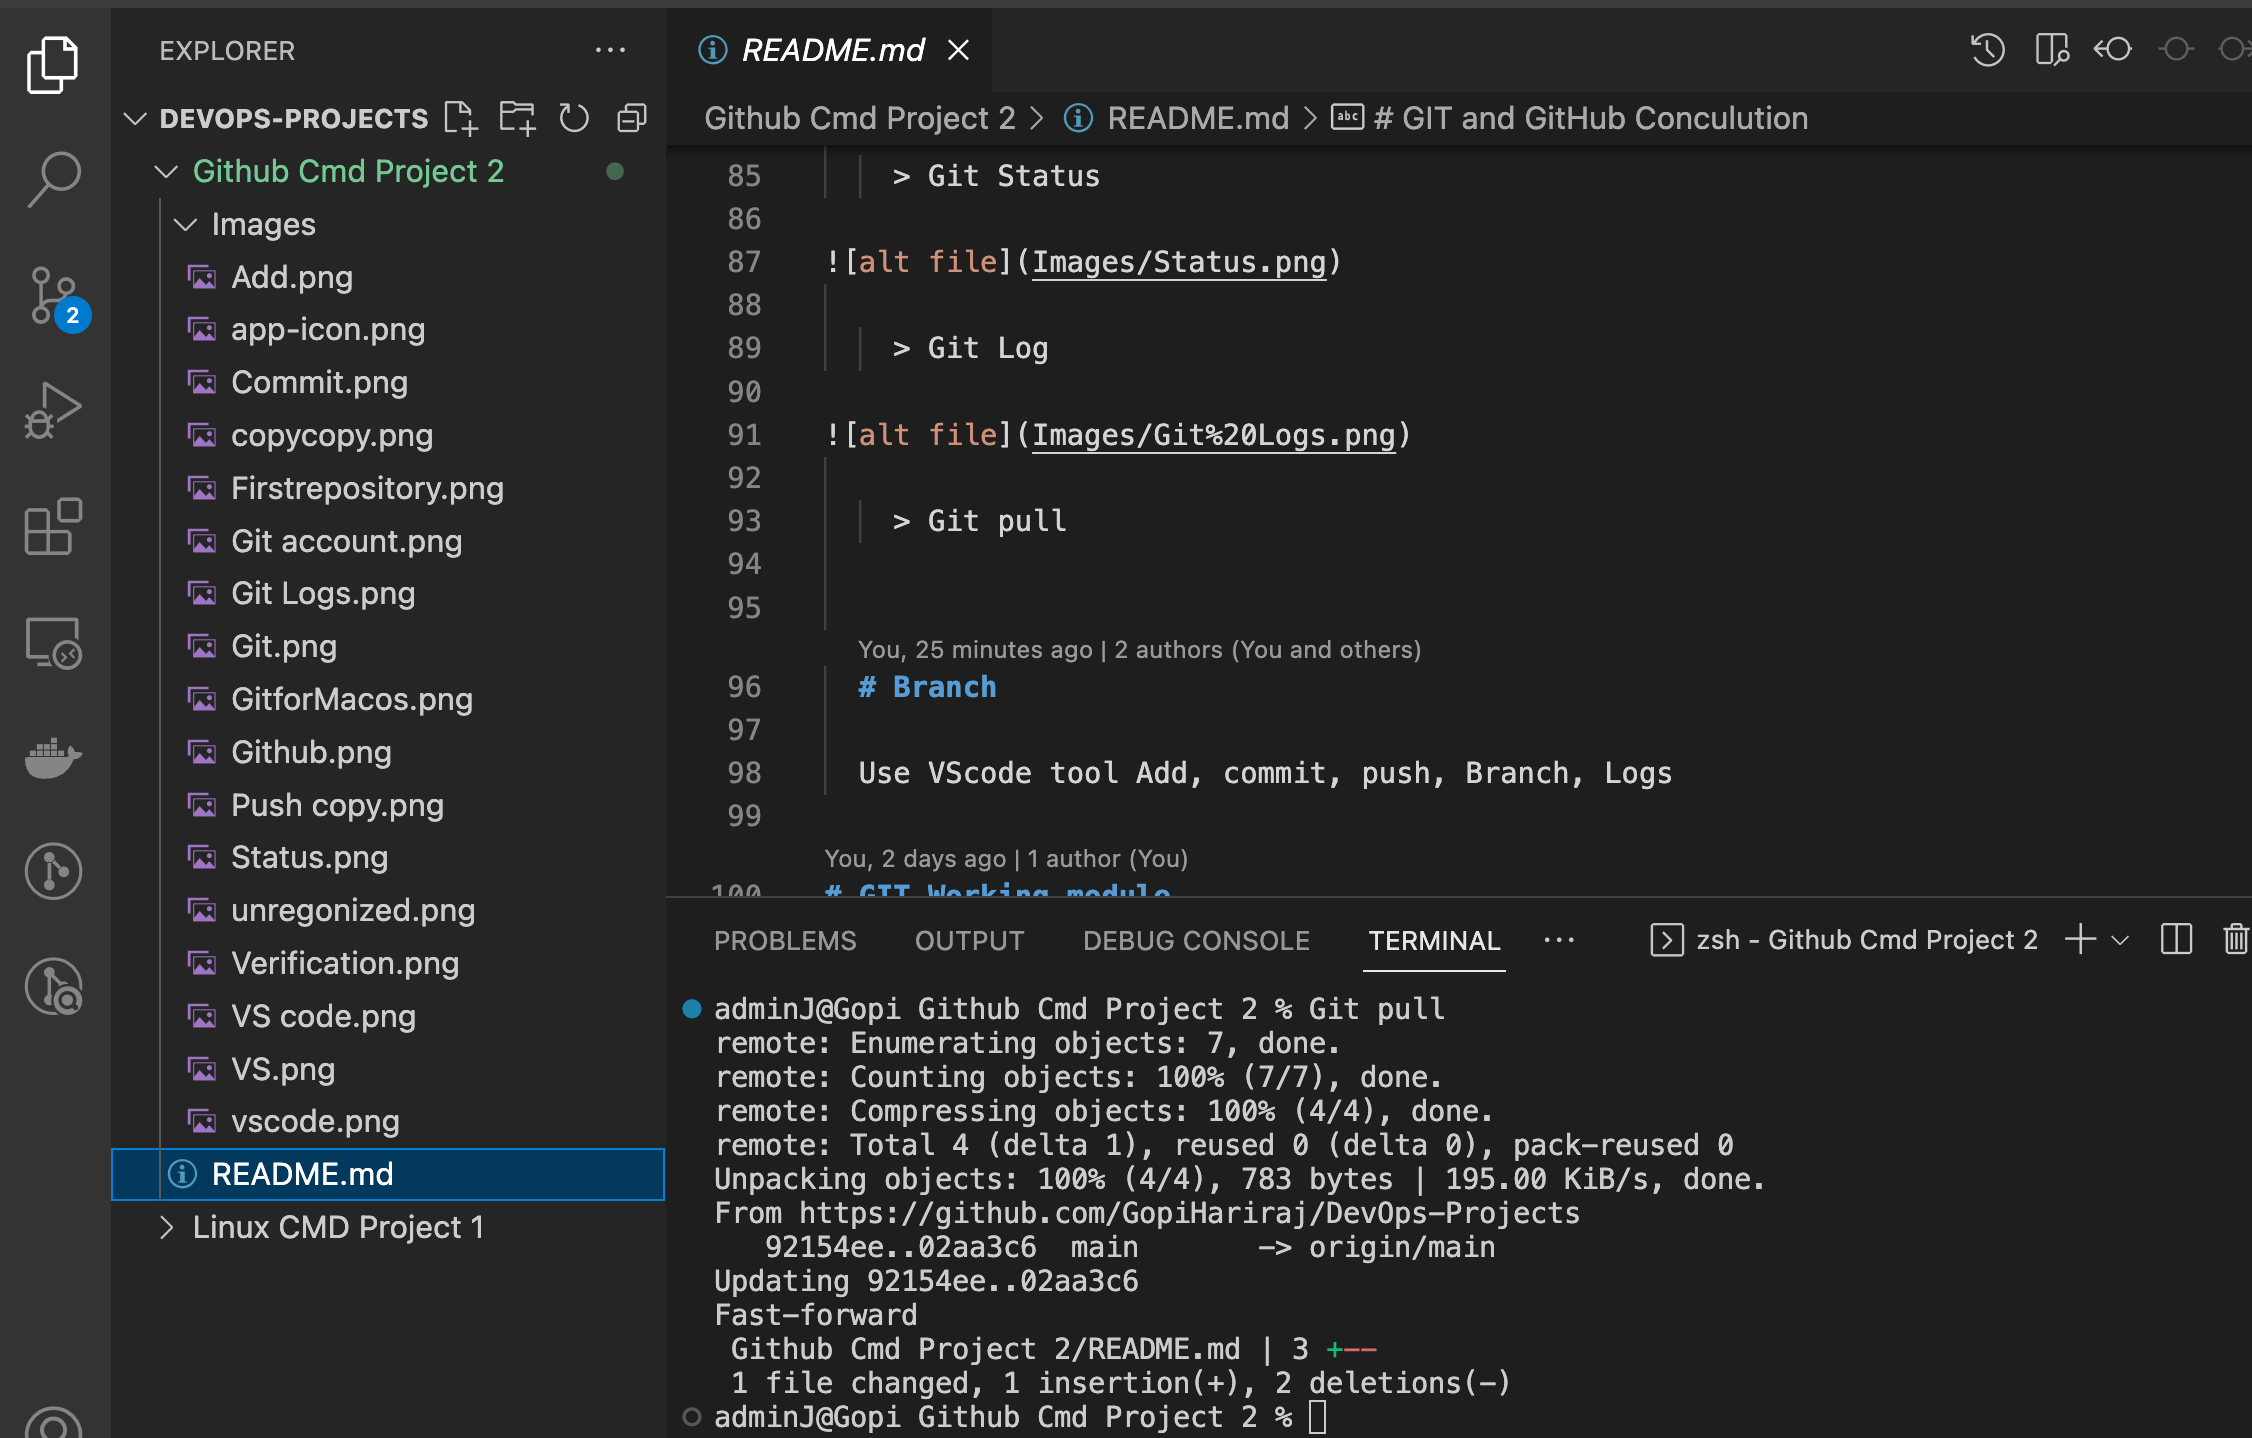 EXPLORER
DEVOPS-PROJECTS
Github Cmd Project 2
Images
Add.png
app-icon.png
Commit.png
copycopy.png
Firstrepository.png
Git account.png
Git Logs.png
Git.png
GitforMacos.png
Github.png
Push copy.png
Status.png
unregonized.png
Verification.png
VS code.png
VS.png
vscode.png
README.md
Linux CMD Project 1
2
README.md
Github Cmd Project 2 > README.md > abc # GIT and GitHub Conculution
85 > Git Status
86
87 ![alt file](Images/Status.png)
88
89 > Git Log
90
91 ![alt file](Images/Git%20Logs.png)
92
93 > Git pull
94
95
You, 25 minutes ago | 2 authors (You and others)
96 # Branch
97
98 Use VScode tool Add, commit, push, Branch, Logs
99
You, 2 days ago | 1 author (You)
100 # GIT Working module
PROBLEMS OUTPUT DEBUG CONSOLE TERMINAL zsh - Github Cmd Project 2
adminJ@Gopi Github Cmd Project 2 % Git pull
remote: Enumerating objects: 7, done.
remote: Counting objects: 100% (7/7), done.
remote: Compressing objects: 100% (4/4), done.
remote: Total 4 (delta 1), reused 0 (delta 0), pack-reused 0
Unpacking objects: 100% (4/4), 783 bytes | 195.00 KiB/s, done.
From https://github.com/GopiHariraj/DevOps-Projects
92154ee..02aa3c6 main -> origin/main
Updating 92154ee..02aa3c6
Fast-forward
Github Cmd Project 2/README.md | 3 +--
1 file changed, 1 insertion(+), 2 deletions(-)
adminJ@Gopi Github Cmd Project 2 %